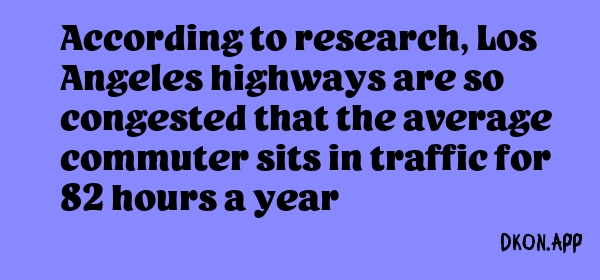 According to research, Los
Angeles highways are so
congested that the average
commuter sits in traffic for
82 hours a year
DKON.APP